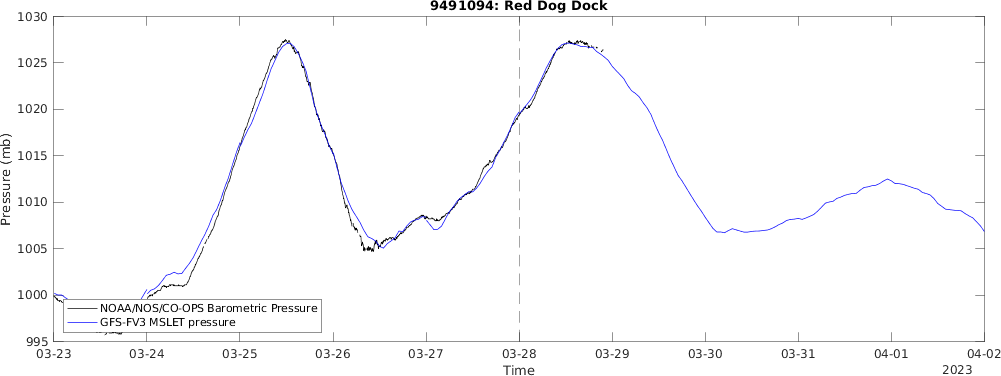 9491094: Red Dog Dock
Pressure (mb)
1030
1025
1020
1015
1010
1005
1000
995
NOAA/NOS/CO-OPS Barometric Pressure
GFS-FV3 MSLET pressure
03-23 03-24 03-25 03-26 03-27 03-28 03-29 03-30 03-31 04-01 04-02
Time
2023